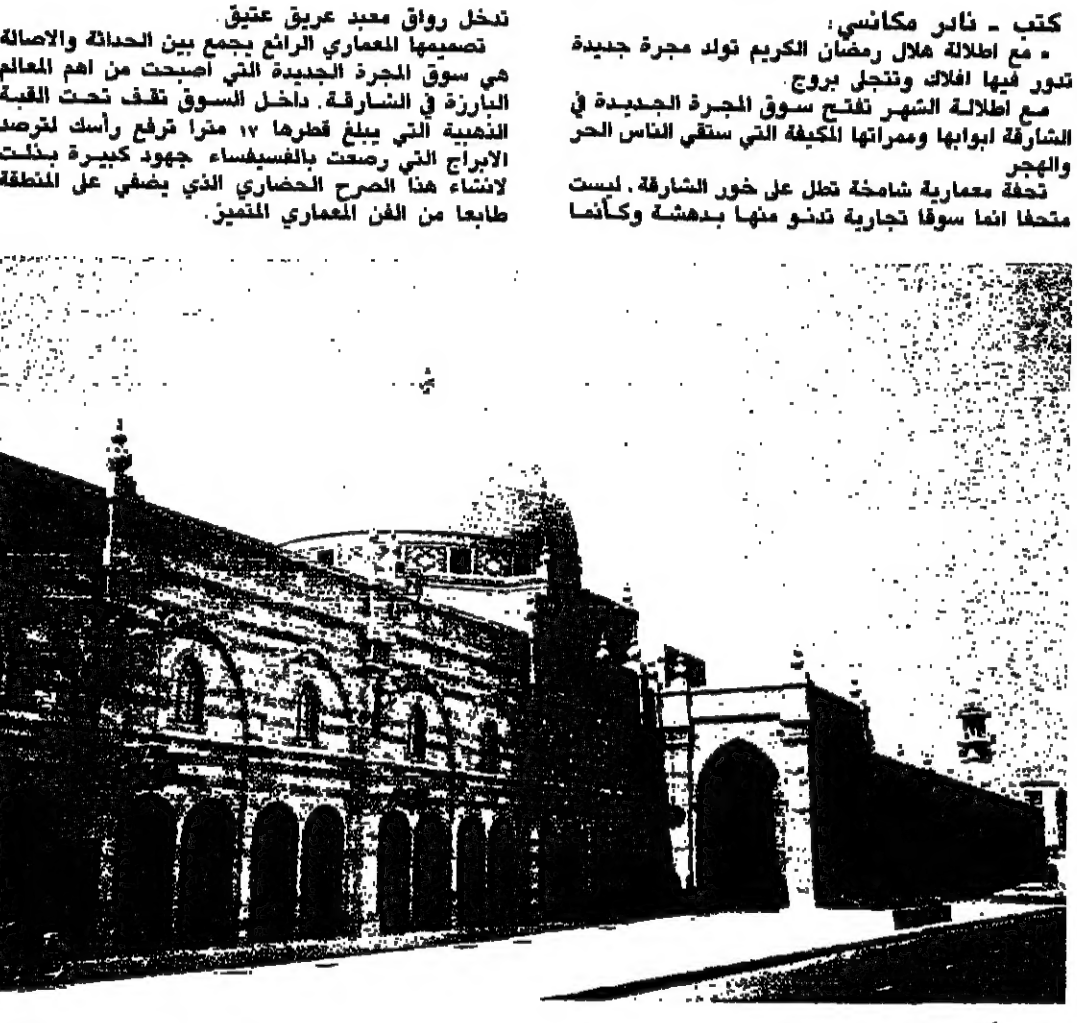 كتب ـ نادر مكانسي:
▪ مع اطلالة هلال رمضان الكريم تولد مجرة جديدة
تدور فيها افلاك وتتجلى بروج.
مع اطلالة الشهر تفتح سوق المجرة الجديدة في
الشارقة ابوابها وممراتها المكيفة التي ستقي الناس الحر
والهجر
تحفة معمارية شامخة تطل على خور الشارقة. ليست
متحفا انما سوقا تجارية تدنو منها بدهشة وكأنما
تدخل رواق معبد عريق عتيق.
تصميمها المعماري الرائع يجمع بين الحداثة والاصالة
هي سوق المجرة الجديدة التي اصبحت من اهم المعالم
البارزة في الشارقة. داخل السوق تقف تحت القبة
الذهبية التي يبلغ قطرها ١٧ مترا ترفع رأسك لترصد
الابراج التي رصعت بالفسيفساء جهود كبيرة بذلت
لانشاء هذا الصرح الحضاري الذي يضفي على المنطقة
طابعا من الفن المعماري المتميز.